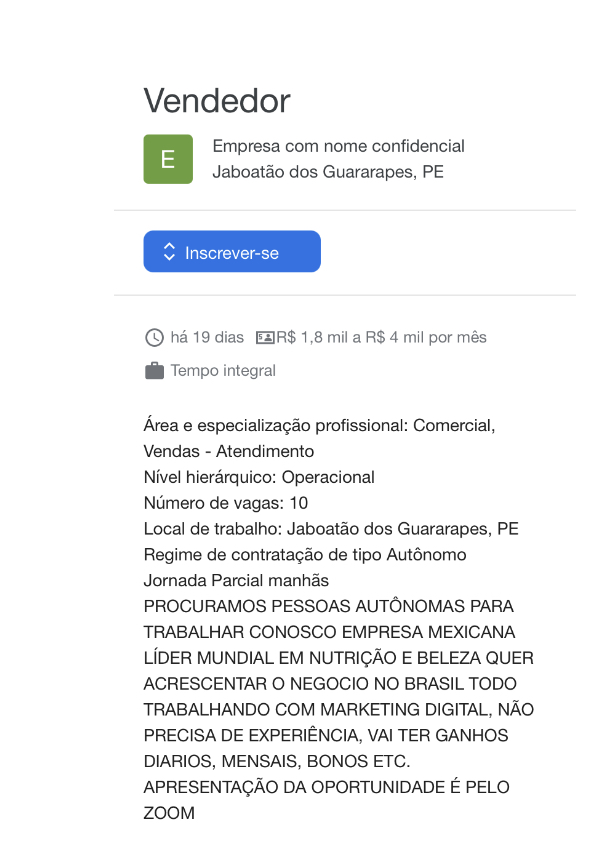 Vendedor
E
Empresa com nome confidencial
Jaboatão dos Guararapes, PE
Inscrever-se
há 19 dias
R$ 1,8 mil a R$ 4 mil por mês
Tempo integral
Área e especialização profissional: Comercial,
Vendas - Atendimento
Nível hierárquico: Operacional
Número de vagas: 10
Local de trabalho: Jaboatão dos Guararapes, PE
Regime de contratação de tipo Autônomo
Jornada Parcial manhãs
PROCURAMOS PESSOAS AUTÔNOMAS PARA
TRABALHAR CONOSCO EMPRESA MEXICANA
LÍDER MUNDIAL EM NUTRIÇÃO E BELEZA QUER
ACRESCENTAR O NEGOCIO NO BRASIL TODO
TRABALHANDO COM MARKETING DIGITAL, NÃO
PRECISA DE EXPERIÊNCIA, VAI TER GANHOS
DIARIOS, MENSAIS, BONOS ETC.
APRESENTAÇÃO DA OPORTUNIDADE É PELO
ZOOM